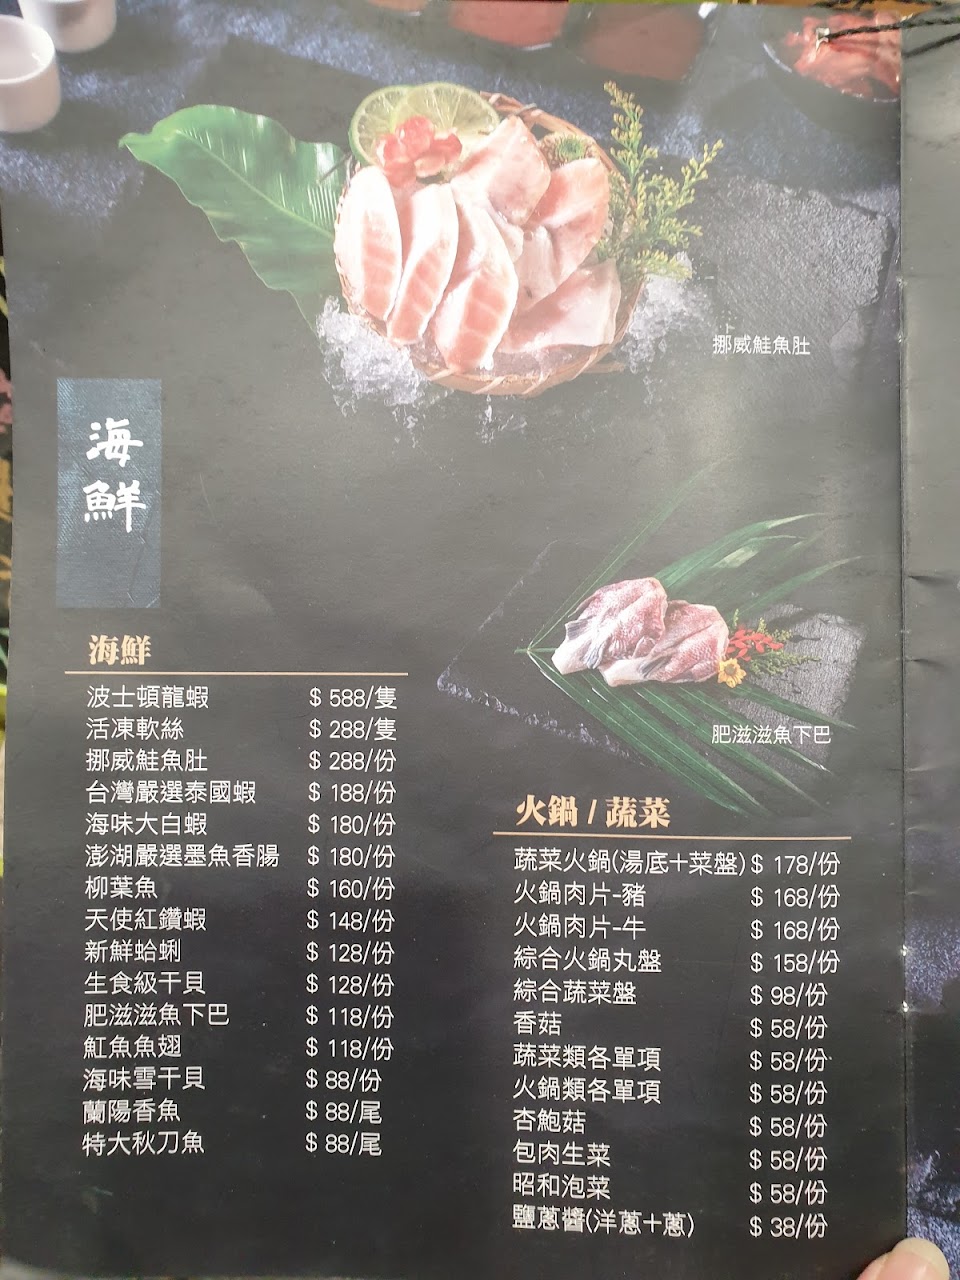 挪威鮭魚肚
海
鮮
肥滋滋魚下巴
海鮮
波士頓龍蝦 $ 588/隻
活凍軟絲 $ 288/隻
挪威鮭魚肚 $ 288/份
台灣嚴選泰國蝦 $ 188/份
海味大白蝦 $ 180/份
澎湖嚴選墨魚香腸 $ 180/份
柳葉魚 $ 160/份
天使紅鑽蝦 $ 148/份
新鮮蛤蜊 $ 128/份
生食級干貝 $ 128/份
肥滋滋魚下巴 $ 118/份
魟魚魚翅 $ 118/份
海味雪干貝 $ 88/份
蘭陽香魚 $ 88/尾
特大秋刀魚 $ 88/尾
火鍋 / 蔬菜
蔬菜火鍋(湯底+菜盤) $ 178/份
火鍋肉片-豬 $ 168/份
火鍋肉片-牛 $ 168/份
綜合火鍋丸盤 $ 158/份
綜合蔬菜盤 $ 98/份
香菇 $ 58/份
蔬菜類各單項 $ 58/份
火鍋類各單項 $ 58/份
杏鮑菇 $ 58/份
包肉生菜 $ 58/份
昭和泡菜 $ 58/份
鹽蔥醬(洋蔥+蔥) $ 38/份